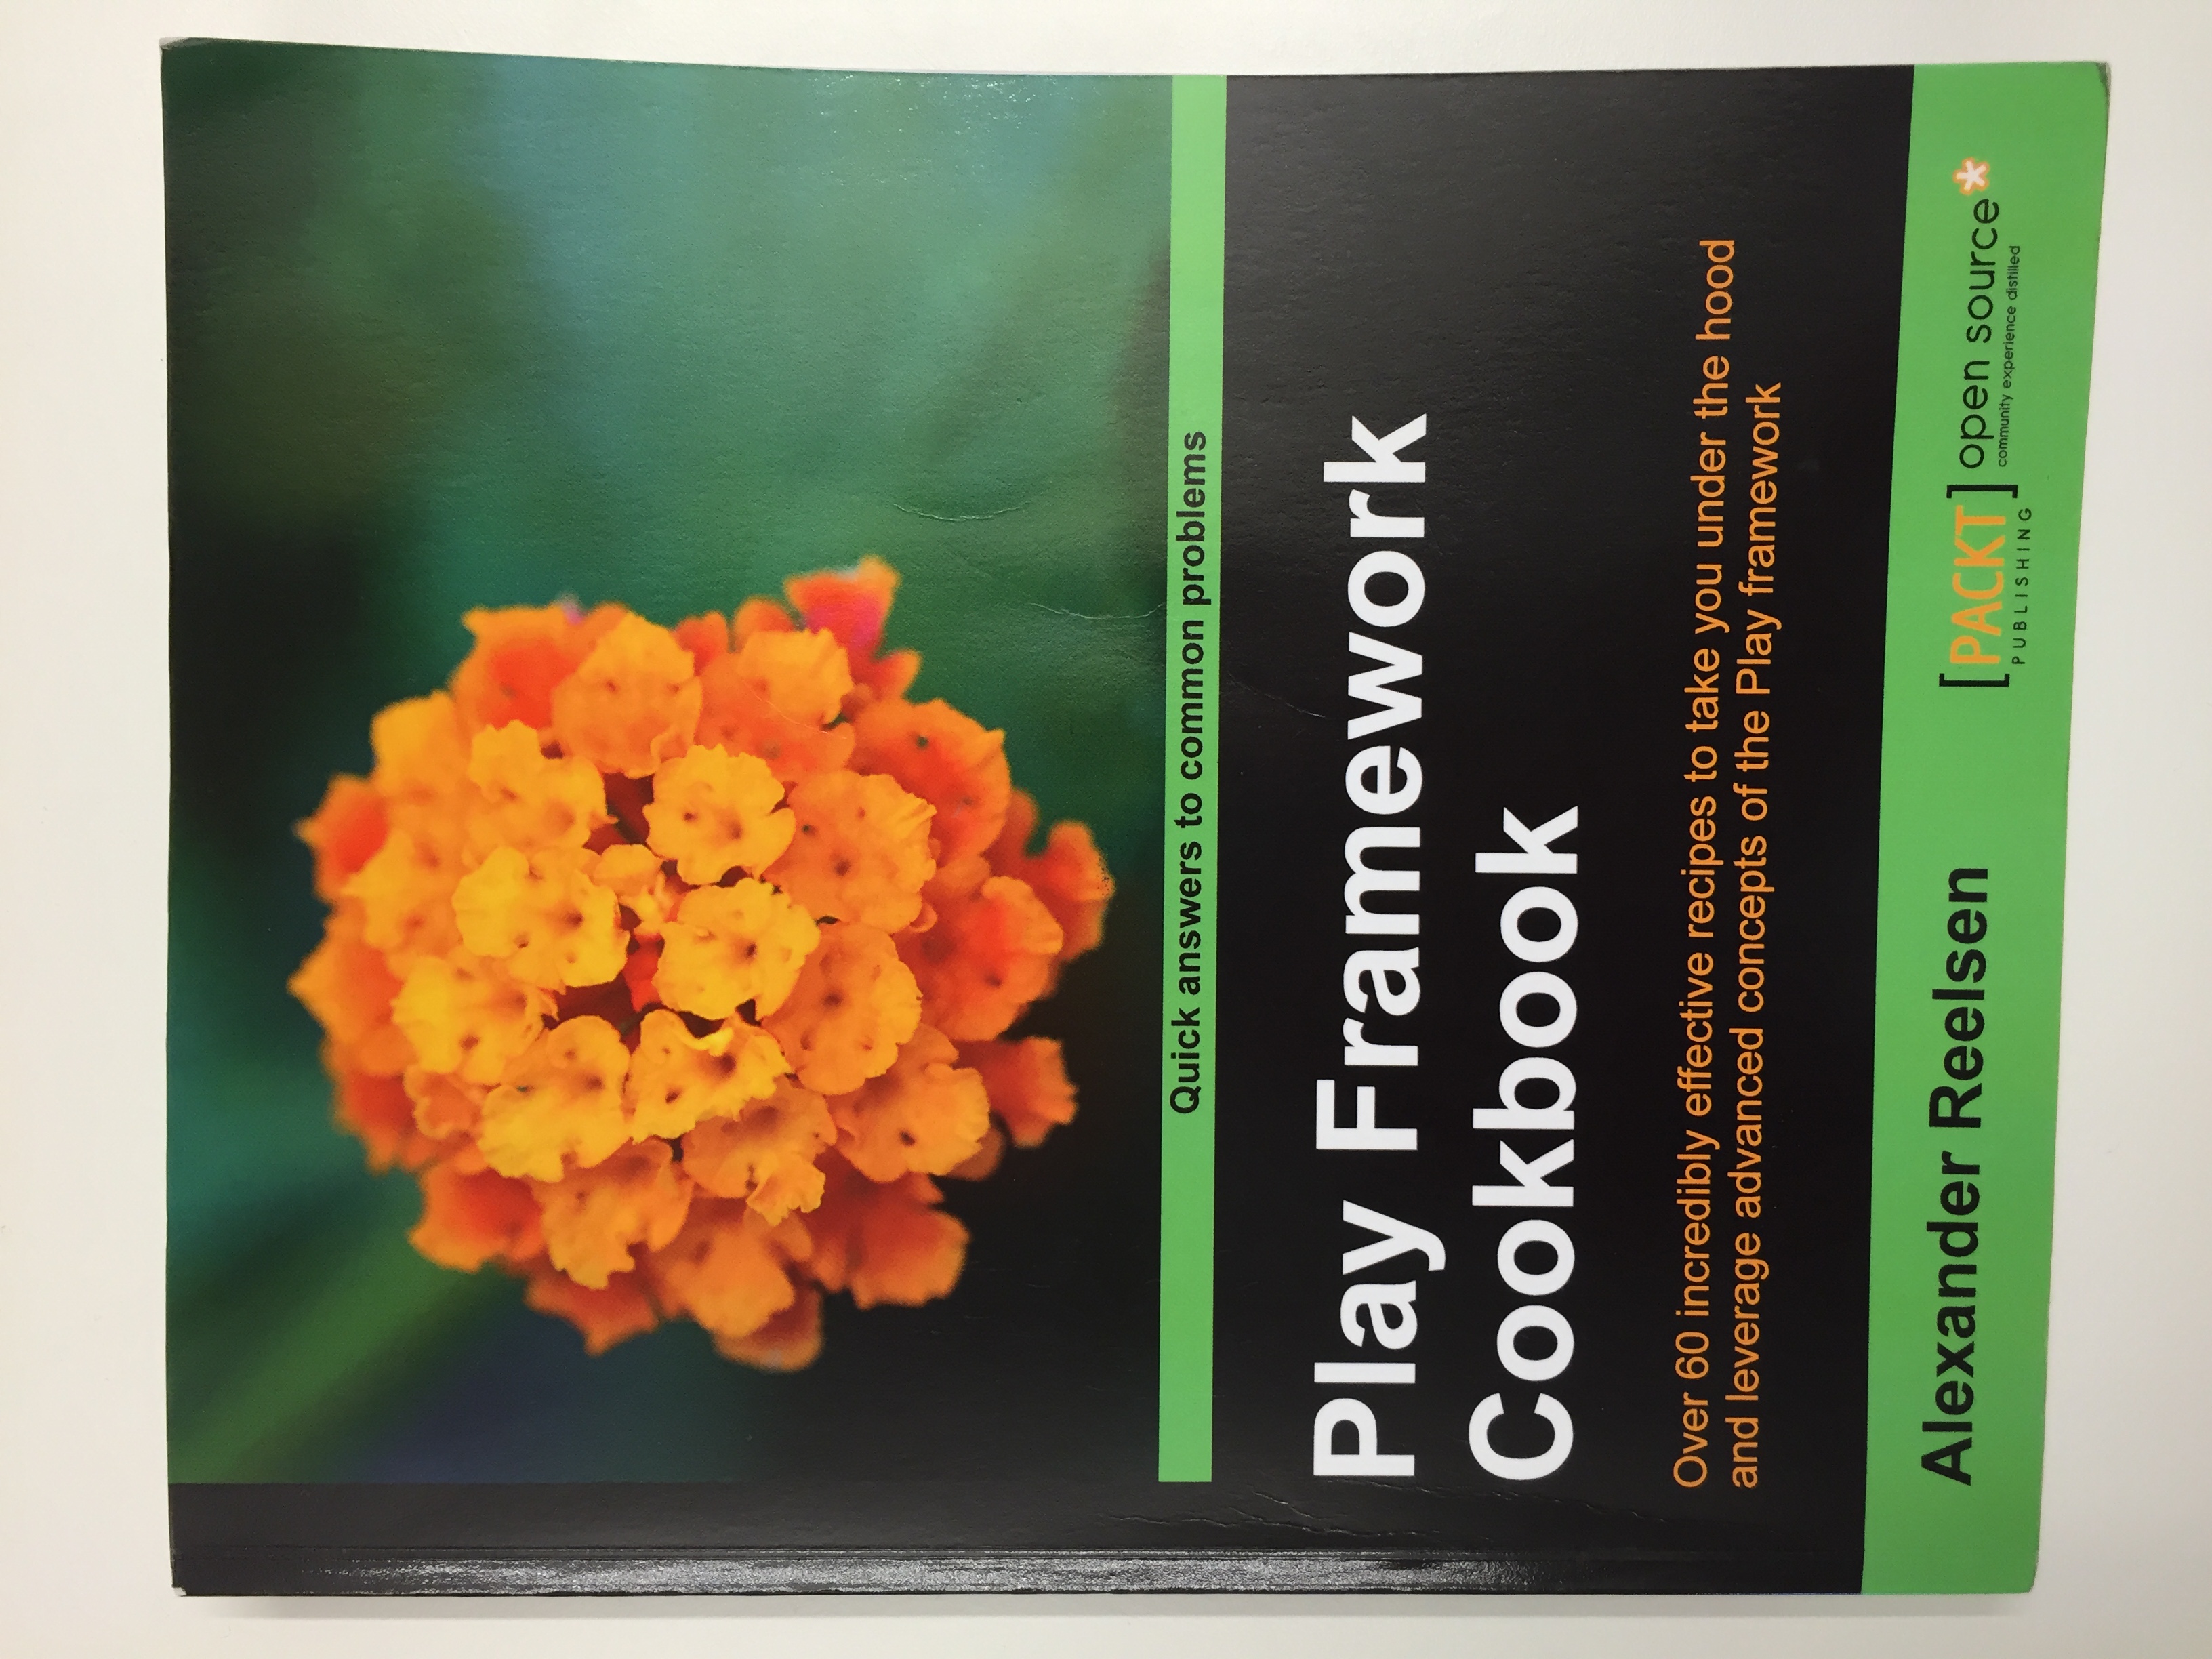 Quick answers to common problems
Play Framework
Cookbook
Over 60 incredibly effective recipes to take you under the hood
and leverage advanced concepts of the Play framework
Alexander Reelsen
[PACKT]
PUBLISHING
open source*
community experience distilled